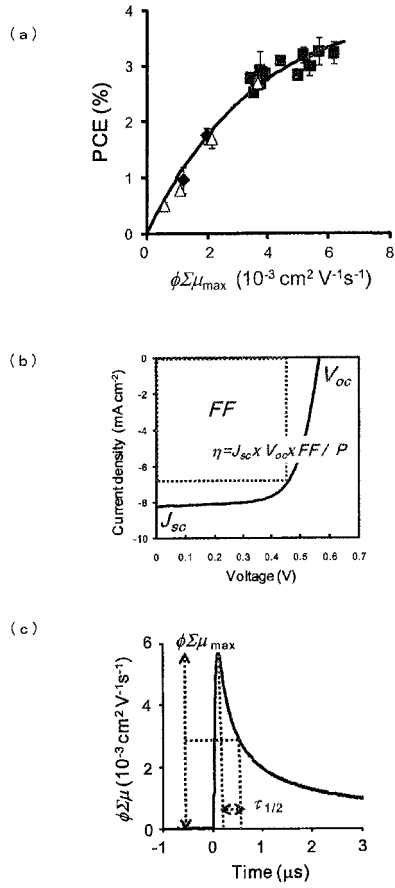 (a)
4
3
2
1
0
PCE (%)
0 2 4 6 8
ϕΣμmax (10⁻³ cm² V⁻¹s⁻¹)
(b)
0
-2
-4
-6
-8
-10
Current density (mA cm⁻²)
FF
Voc
η=Jsc x Voc x FF / P
Jsc
0 0.1 0.2 0.3 0.4 0.5 0.6 0.7
Voltage (V)
(c)
6
4
2
0
ϕΣμ (10⁻³ cm² V⁻¹s⁻¹)
ϕΣμmax
τ1/2
-1 0 1 2 3
Time (μs)